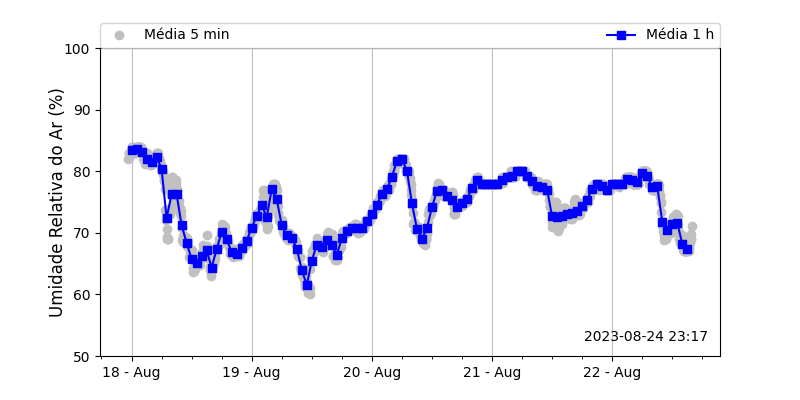 Média 5 min
Média 1 h
100
90
80
70
60
50
Umidade Relativa do Ar (%)
2023-08-24 23:17
18 - Aug
19 - Aug
20 - Aug
21 - Aug
22 - Aug